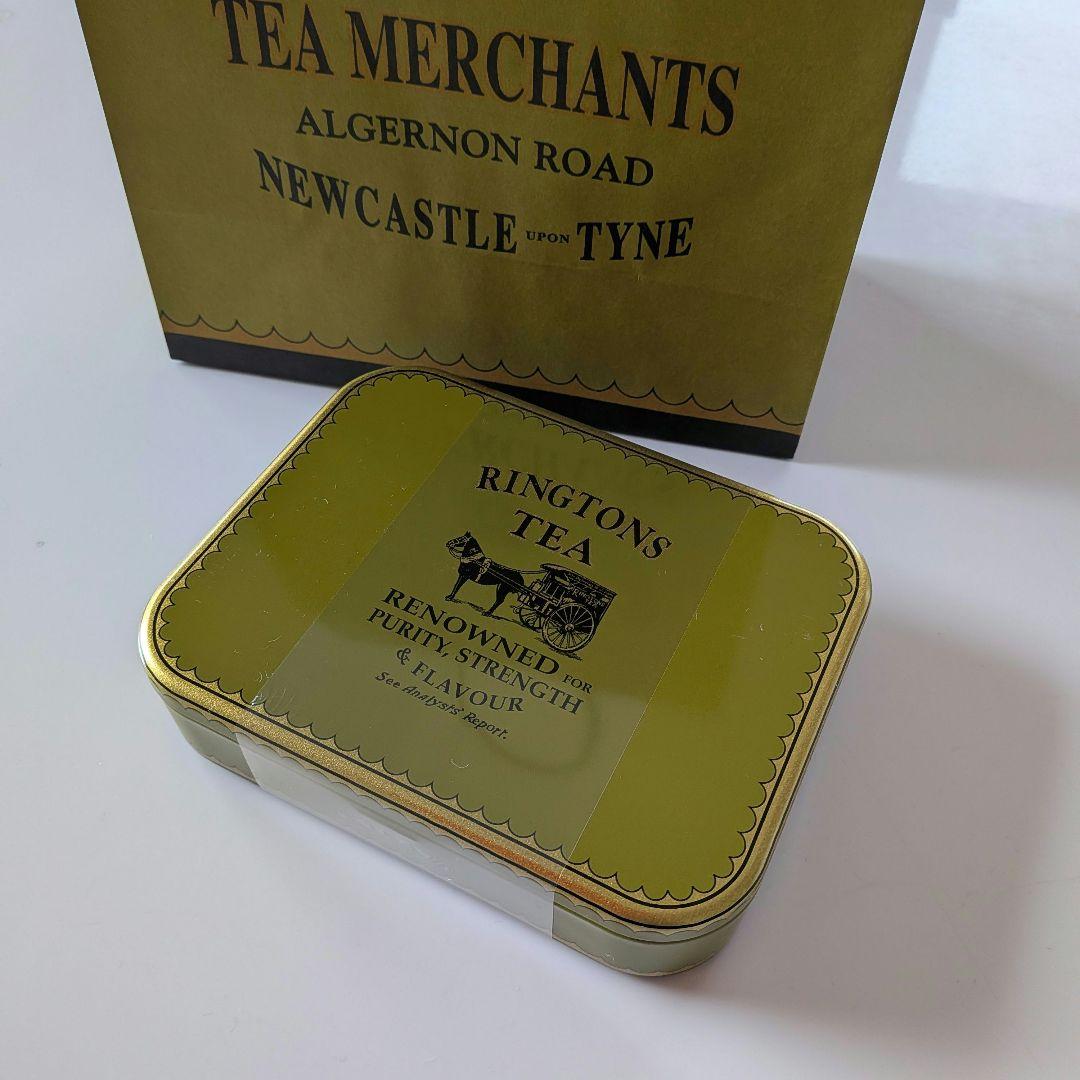 TEA MERCHANTS
ALGERNON ROAD
NEWCASTLE UPON TYNE
RINGTONS
TEA
RENOWNED FOR
PURITY, STRENGTH
& FLAVOUR
See Analysts' Report.